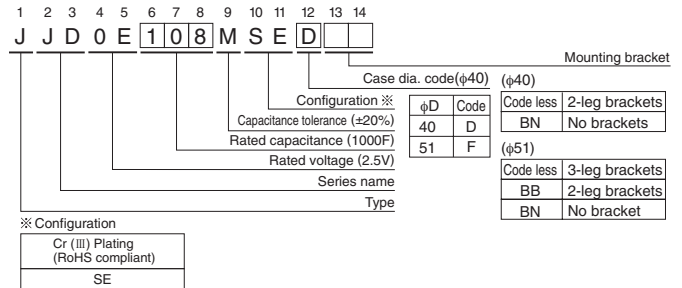 1 2 3 4 5 6 7 8 9 10 11 12 13 14
J J D 0 E 1 0 8 M S E D
Mounting bracket
Case dia. code(φ40)
Configuration ※
Capacitance tolerance (±20%)
Rated capacitance (1000F)
Rated voltage (2.5V)
Series name
Type
φD Code
40 D
51 F
(φ40)
Code less 2-leg brackets
BN No brackets
(φ51)
Code less 3-leg brackets
BB 2-leg brackets
BN No bracket
※ Configuration
Cr (Ⅲ) Plating
(RoHS compliant)
SE